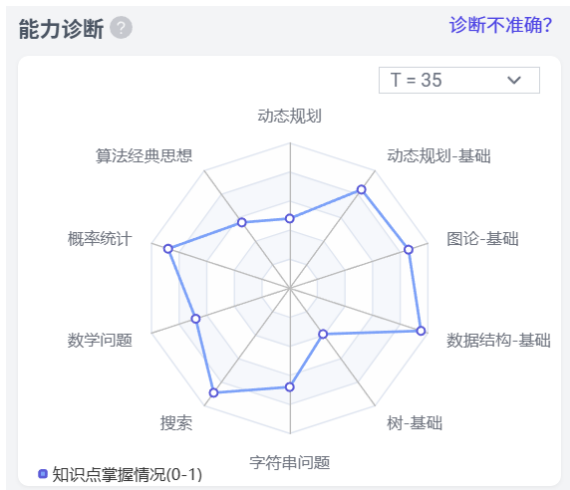 能力诊断 ?
诊断不准确？
T = 35
动态规划
算法经典思想
动态规划-基础
概率统计
图论-基础
数学问题
数据结构-基础
搜索
树-基础
字符串问题
知识点掌握情况(0-1)